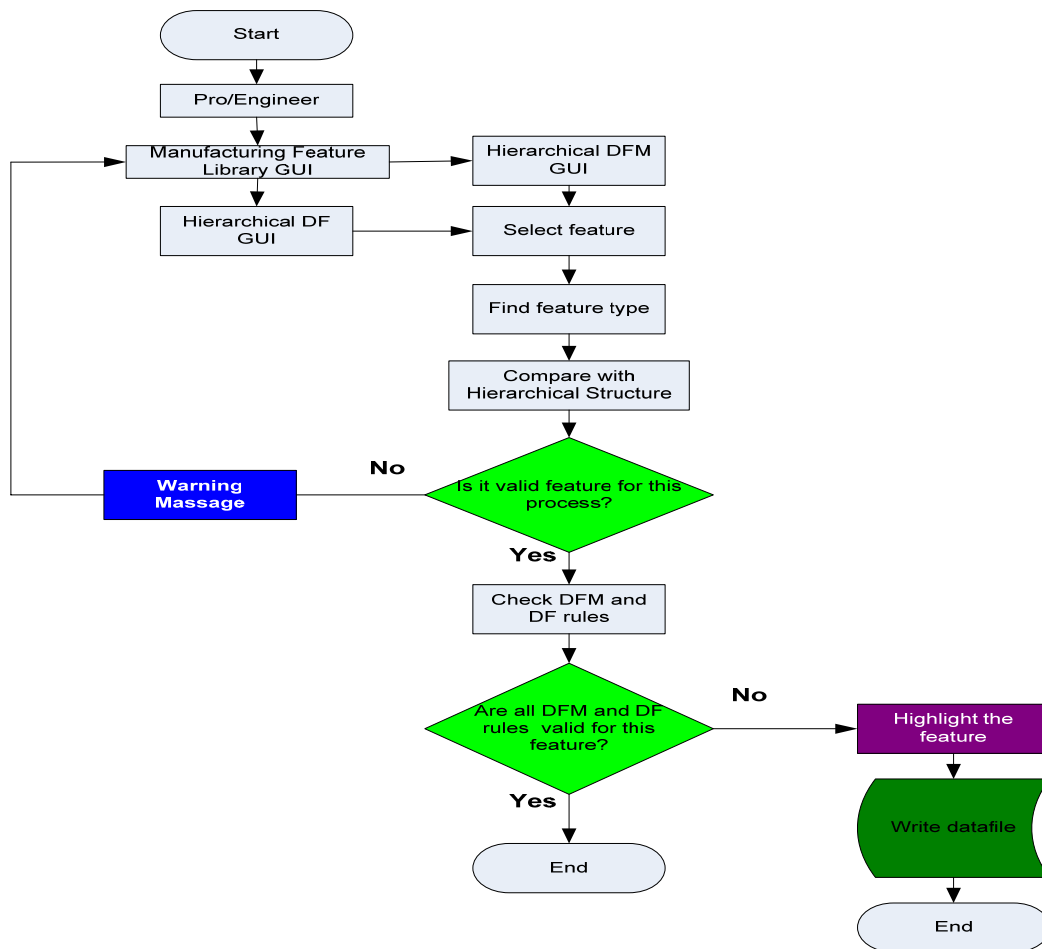 Start
Pro/Engineer
Manufacturing Feature
Library GUI
Hierarchical DFM
GUI
Hierarchical DF
GUI
Select feature
Find feature type
Compare with
Hierarchical Structure
No
Warning
Massage
Is it valid feature for this
process?
Yes
Check DFM and
DF rules
No
Are all DFM and DF
rules  valid for this
feature?
Highlight the
feature
Yes
Write datafile
End
End